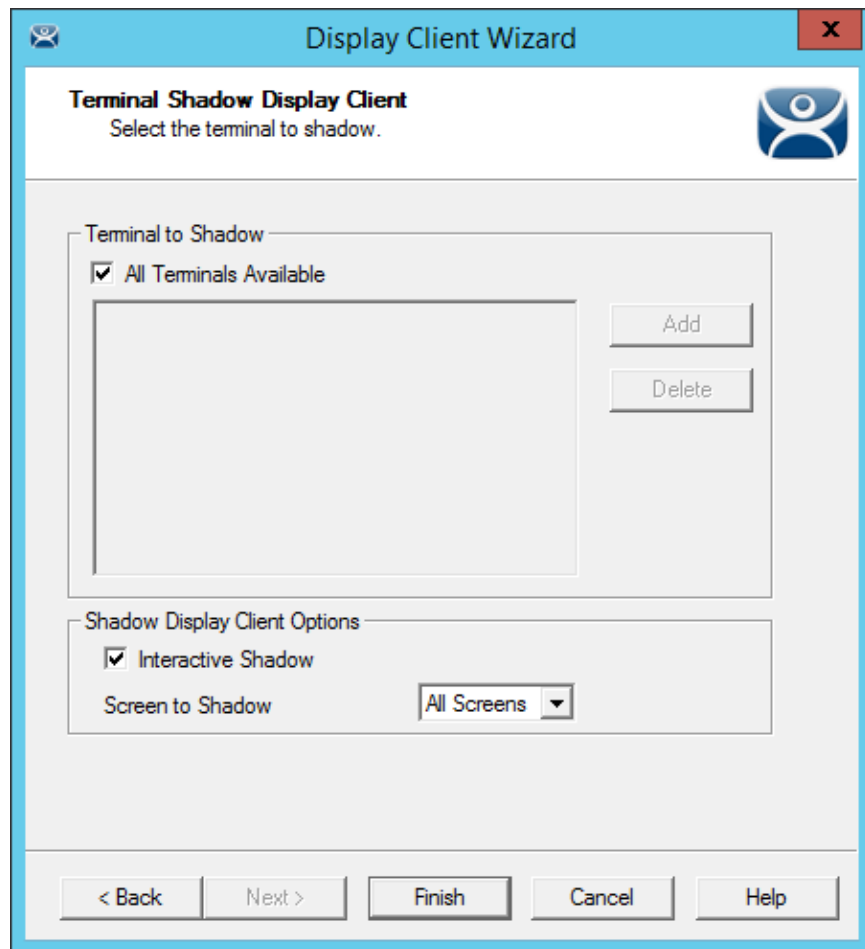 Display Client Wizard
x
Terminal Shadow Display Client
Select the terminal to shadow.
Terminal to Shadow
All Terminals Available
Add
Delete
Shadow Display Client Options
Interactive Shadow
Screen to Shadow All Screens
< Back Next > Finish Cancel Help